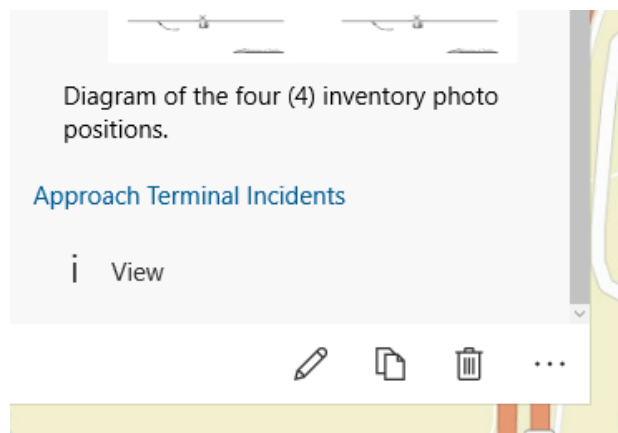 Diagram of the four (4) inventory photo
positions.
Approach Terminal Incidents
i View